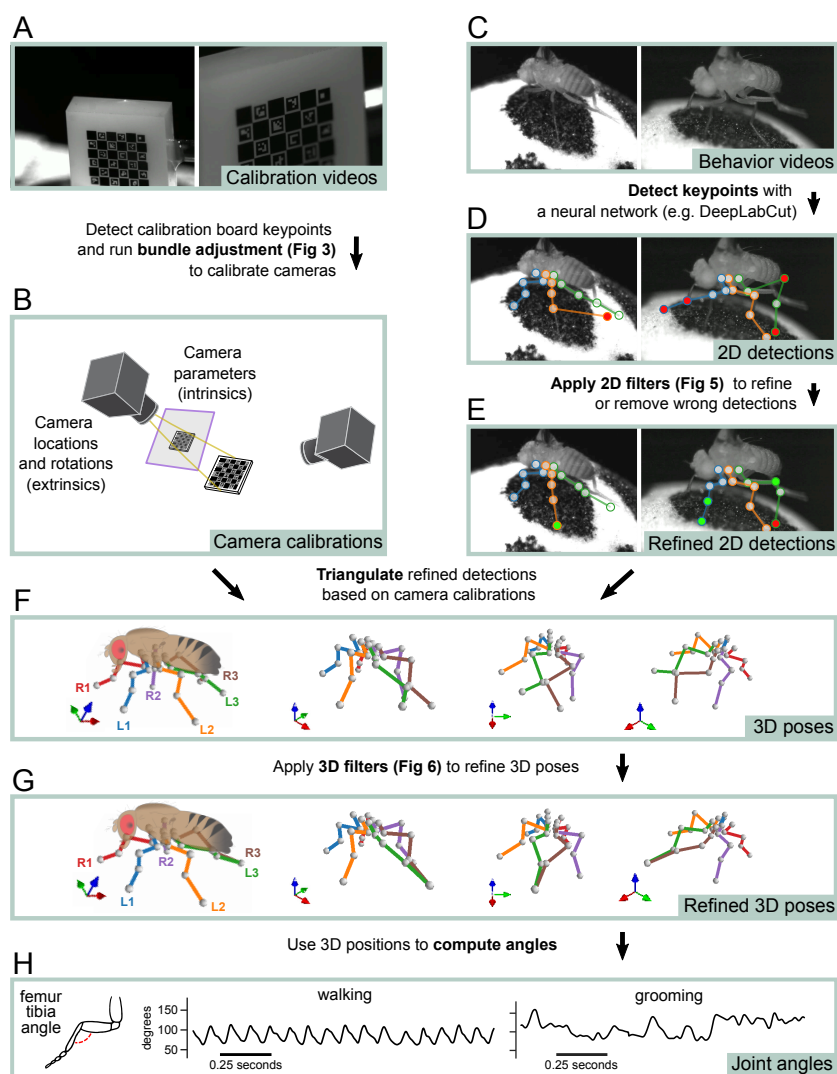 A
Calibration videos
Detect calibration board keypoints
and run bundle adjustment (Fig 3)
to calibrate cameras
B
Camera
parameters
(intrinsics)
Camera
locations
and rotations
(extrinsics)
Camera calibrations
C
Behavior videos
Detect keypoints with
a neural network (e.g. DeepLabCut)
D
2D detections
Apply 2D filters (Fig 5) to refine
or remove wrong detections
E
Refined 2D detections
Triangulate refined detections
based on camera calibrations
F
R1
L1
R2
L2
R3
L3
3D poses
Apply 3D filters (Fig 6) to refine 3D poses
G
R1
L1
R2
L2
R3
L3
Refined 3D poses
Use 3D positions to compute angles
H
femur
tibia
angle
degrees
150
100
50
walking
0.25 seconds
grooming
0.25 seconds
Joint angles